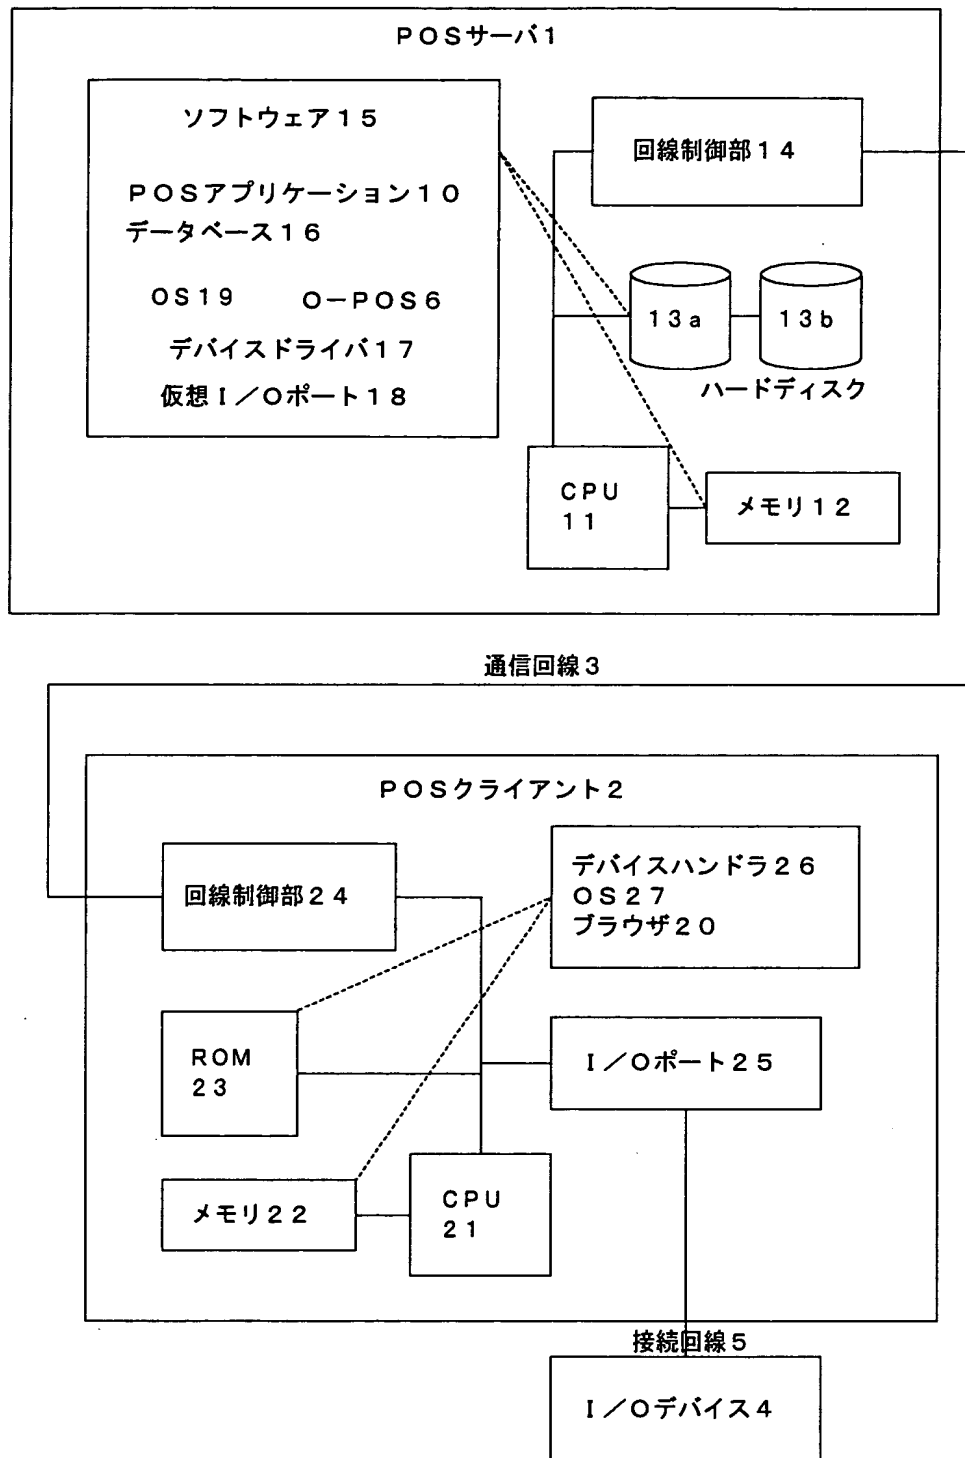 POSサーバ1
ソフトウェア15
POSアプリケーション10
データベース16
OS19 O-POS6
デバイスドライバ17
仮想I/Oポート18
回線制御部14
13a 13b
ハードディスク
CPU
11
メモリ12
通信回線3
POSクライアント2
回線制御部24
デバイスハンドラ26
OS27
ブラウザ20
ROM
23
I/Oポート25
メモリ22
CPU
21
接続回線5
I/Oデバイス4